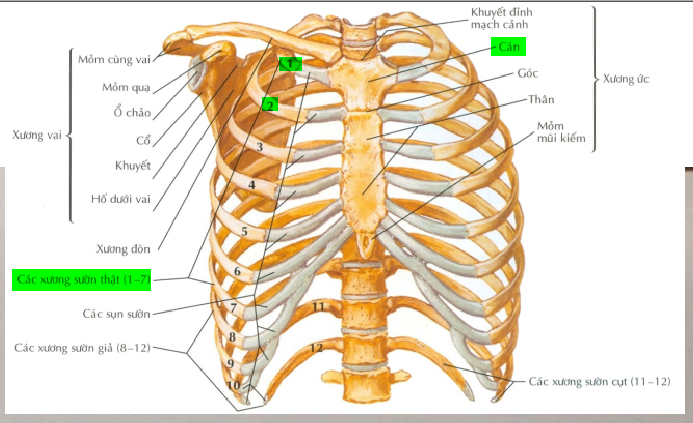 Khuyết đỉnh
mạch cảnh
Cán
Góc
Thân
Mỏm
mũi kiếm
Xương ức
Mỏm cùng vai
Mỏm quạ
Ổ chảo
Cổ
Khuyết
Hố dưới vai
Xương vai
Xương đòn
Các xương sườn thật (1–7)
Các sụn sườn
Các xương sườn giả (8–12)
Các xương sườn cụt (11–12)
1
2
3
4
5
6
7
8
9
10
11
12